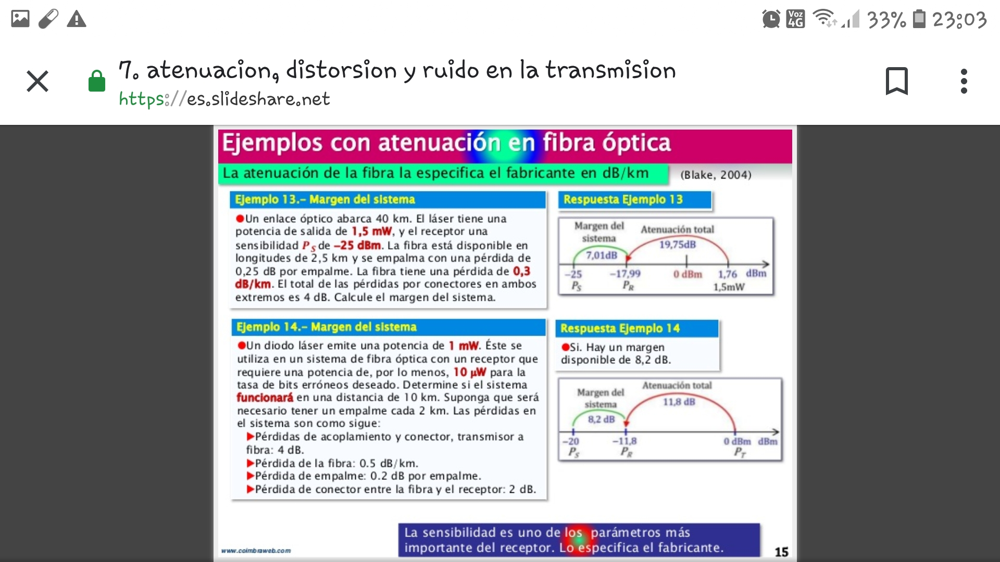 Voz 4G 33% 23:03
7. atenuacion, distorsion y ruido en la transmision
https://es.slideshare.net
Ejemplos con atenuación en fibra óptica
La atenuación de la fibra la especifica el fabricante en dB/km
(Blake, 2004)
Ejemplo 13.- Margen del sistema
Un enlace óptico abarca 40 km. El láser tiene una
potencia de salida de 1,5 mW, y el receptor una
sensibilidad PS de −25 dBm. La fibra está disponible en
longitudes de 2,5 km y se empalma con una pérdida de
0,25 dB por empalme. La fibra tiene una pérdida de 0,3
dB/km. El total de las pérdidas por conectores en ambos
extremos es 4 dB. Calcule el margen del sistema.
Respuesta Ejemplo 13
Margen del
sistema
Atenuación total
19,75dB
7,01dB
−25 −17,99 0 dBm 1,76 dBm
PS PR 1,5mW
Ejemplo 14.- Margen del sistema
Un diodo láser emite una potencia de 1 mW. Éste se
utiliza en un sistema de fibra óptica con un receptor que
requiere una potencia de, por lo menos, 10 µW para la
tasa de bits erróneos deseado. Determine si el sistema
funcionará en una distancia de 10 km. Suponga que será
necesario tener un empalme cada 2 km. Las pérdidas en
el sistema son como sigue:
Pérdidas de acoplamiento y conector, transmisor a
fibra: 4 dB.
Pérdida de la fibra: 0.5 dB/km.
Pérdida de empalme: 0.2 dB por empalme.
Pérdida de conector entre la fibra y el receptor: 2 dB.
Respuesta Ejemplo 14
Si. Hay un margen
disponible de 8,2 dB.
Atenuación total
Margen del
sistema
11,8 dB
8,2 dB
−20 −11,8 0 dBm dBm
PS PR PT
La sensibilidad es uno de los parámetros más
importante del receptor. Lo especifica el fabricante.
www.coimbraweb.com
15